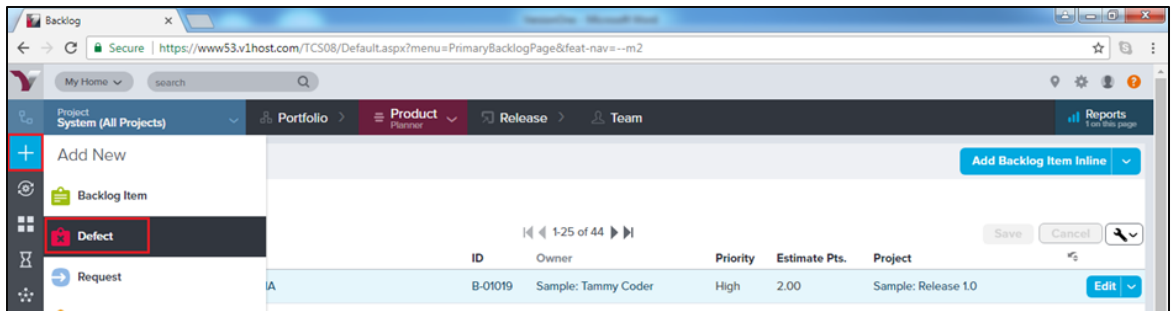 Backlog
Secure | https://www53.v1host.com/TCS08/Default.aspx?menu=PrimaryBacklogPage&feat-nav=--m2
My Home search
Project
System (All Projects)
Portfolio
Product
Planner
Release
Team
Reports
1 on this page
Add New
Add Backlog Item Inline
Backlog Item
Defect
1-25 of 44
Save Cancel
ID Owner Priority Estimate Pts. Project
Request
B-01019 Sample: Tammy Coder High 2.00 Sample: Release 1.0 Edit